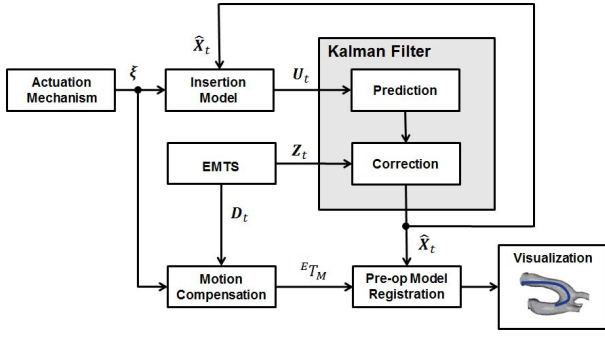 X̂ₜ
Kalman Filter
Actuation
Mechanism
ξ
Insertion
Model
Uₜ
Prediction
EMTS
Zₜ
Correction
Dₜ
X̂ₜ
Motion
Compensation
ᴱT_M
Pre-op Model
Registration
Visualization